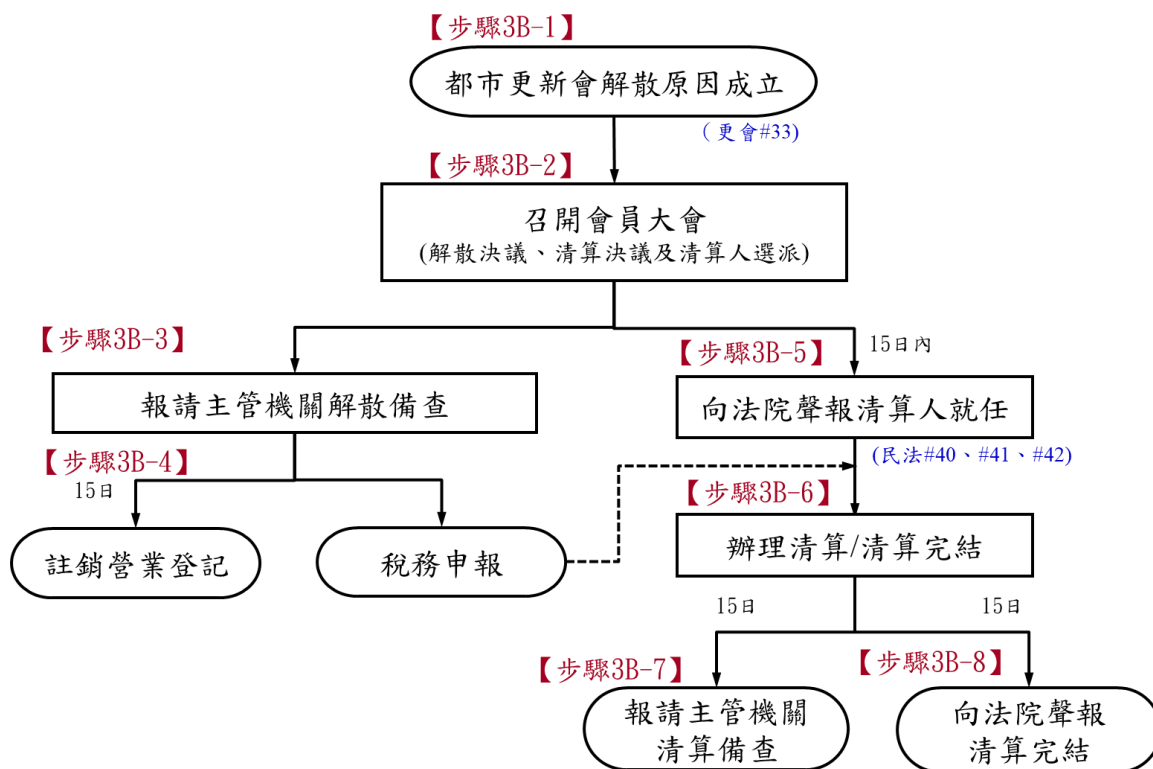 【步驟3B-1】
都市更新會解散原因成立
（更會#33）
【步驟3B-2】
召開會員大會
(解散決議、清算決議及清算人選派)
【步驟3B-3】
報請主管機關解散備查
【步驟3B-4】
15日
註銷營業登記
稅務申報
【步驟3B-5】
15日內
向法院聲報清算人就任
(民法#40、#41、#42)
【步驟3B-6】
辦理清算/清算完結
15日
15日
【步驟3B-7】
報請主管機關
清算備查
【步驟3B-8】
向法院聲報
清算完結